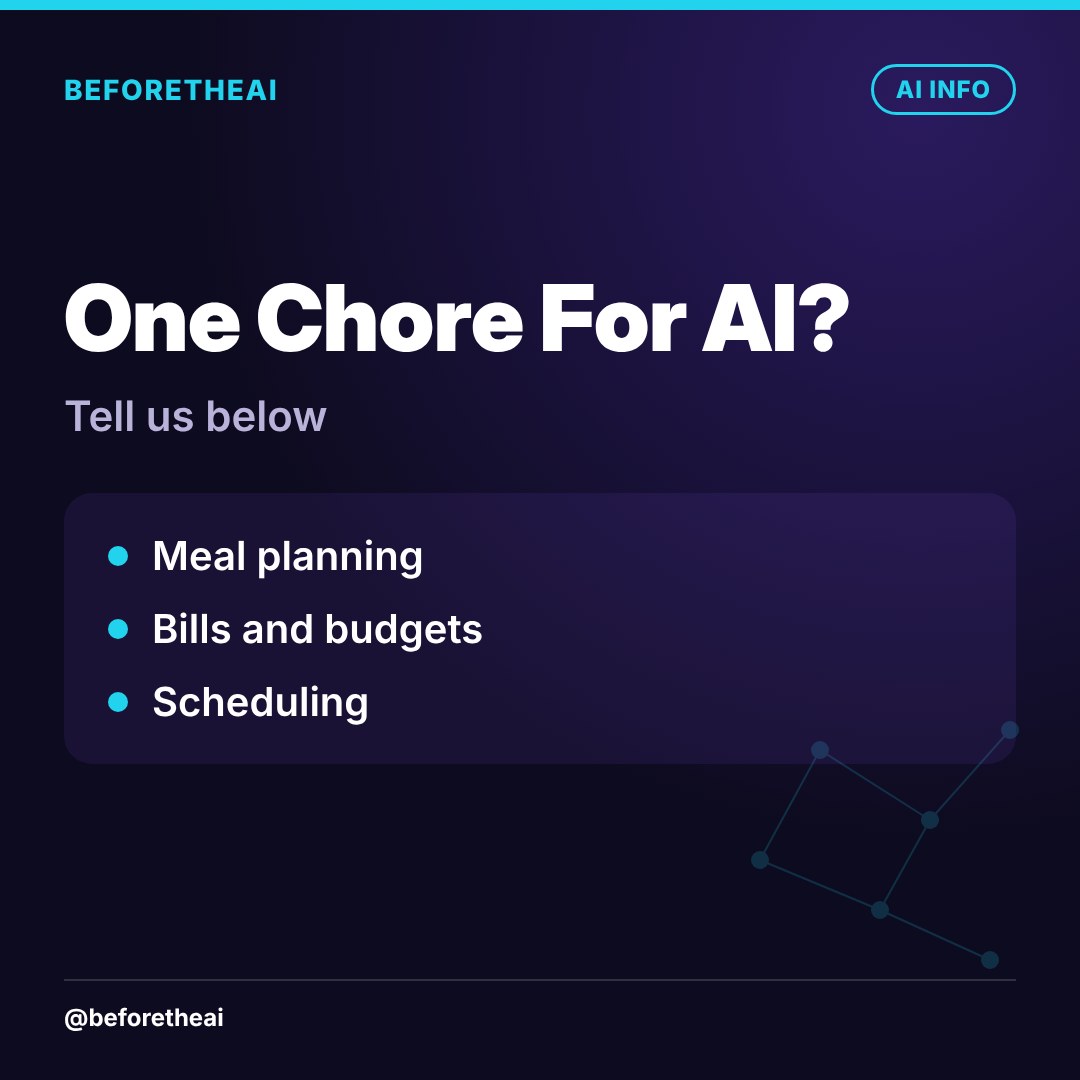 BEFORETHEAI
AI INFO
One Chore For AI?
Tell us below
Meal planning
Bills and budgets
Scheduling
@beforetheai